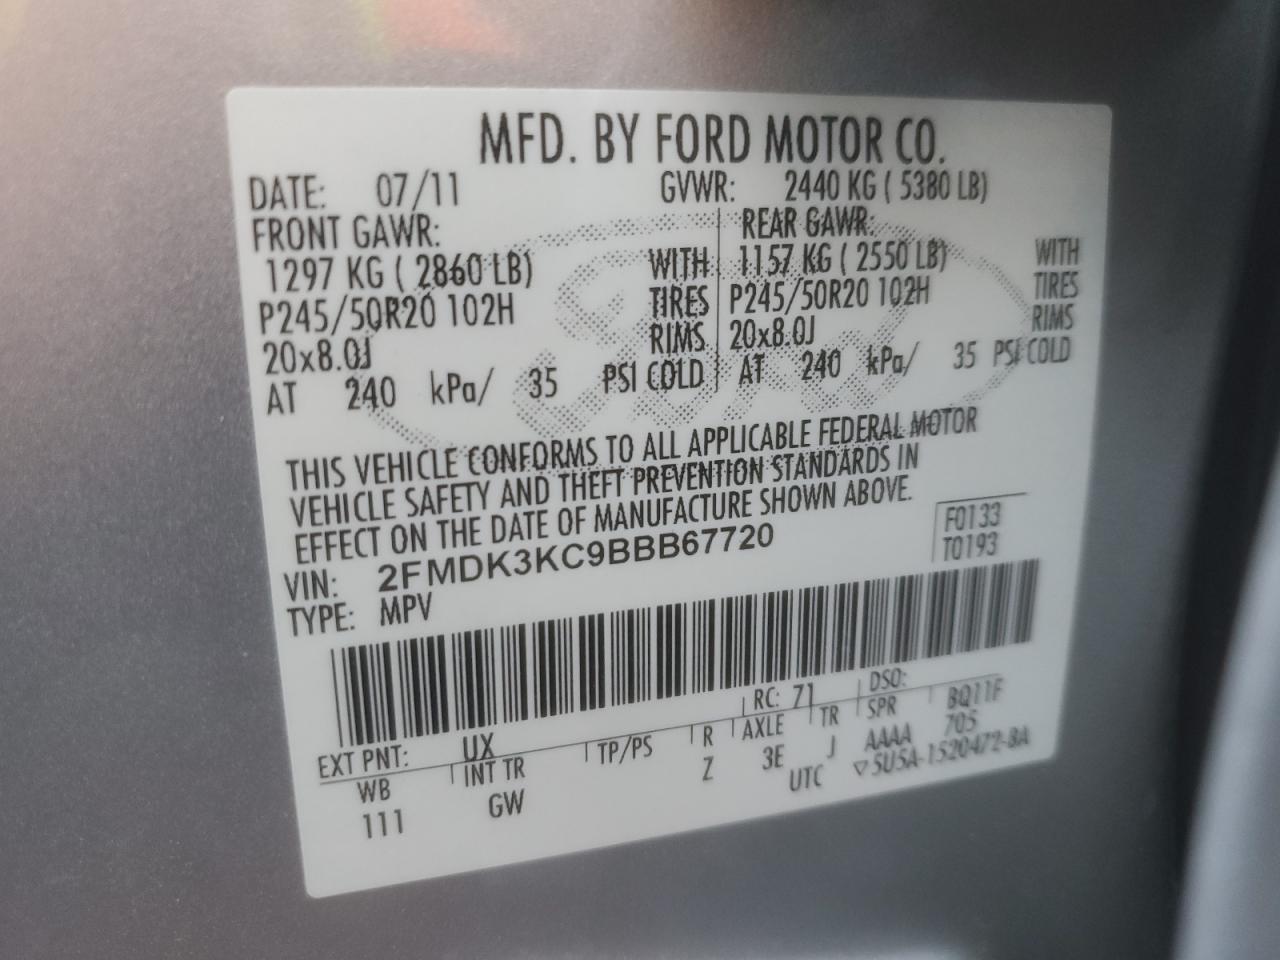 MFD. BY FORD MOTOR CO.
DATE: 07/11 GVWR: 2440 KG ( 5380 LB)
FRONT GAWR: REAR GAWR:
1297 KG ( 2860 LB) WITH 1157 KG ( 2550 LB) WITH
P245/50R20 102H TIRES P245/50R20 102H TIRES
20x8.0J RIMS 20x8.0J RIMS
AT 240 kPa/ 35 PSI COLD AT 240 kPa/ 35 PSI COLD
THIS VEHICLE CONFORMS TO ALL APPLICABLE FEDERAL MOTOR
VEHICLE SAFETY AND THEFT PREVENTION STANDARDS IN
EFFECT ON THE DATE OF MANUFACTURE SHOWN ABOVE.
VIN: 2FMDK3KC9BBB67720 F0133
TYPE: MPV T0193
EXT PNT: UX RC: 71 DSO:
WB INT TR TP/PS R AXLE TR SPR BQ11F
111 GW Z 3E J AAAA 705
UTC ▽5U5A-1520472-BA
Ford